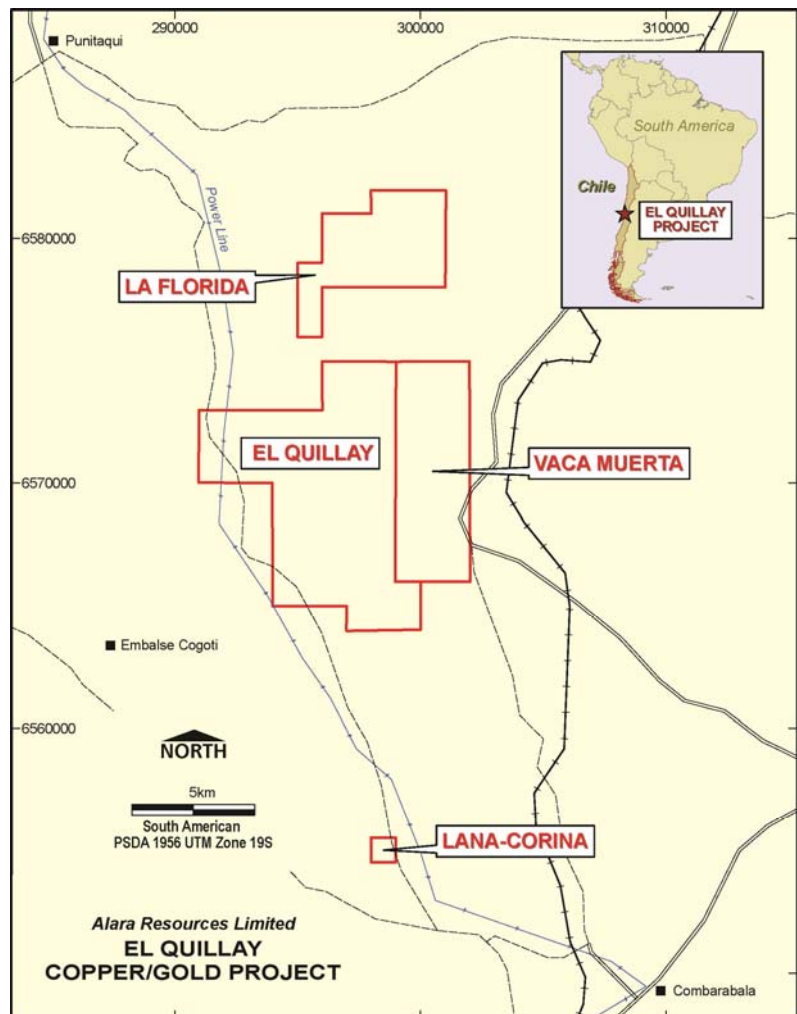 290000
300000
310000
Punitaqui
South America
Chile
EL QUILLAY
PROJECT
Power Line
6580000
LA FLORIDA
EL QUILLAY
VACA MUERTA
6570000
Embalse Cogoti
6560000
NORTH
5km
South American
PSDA 1956 UTM Zone 19S
LANA-CORINA
Alara Resources Limited
EL QUILLAY
COPPER/GOLD PROJECT
Combarabala